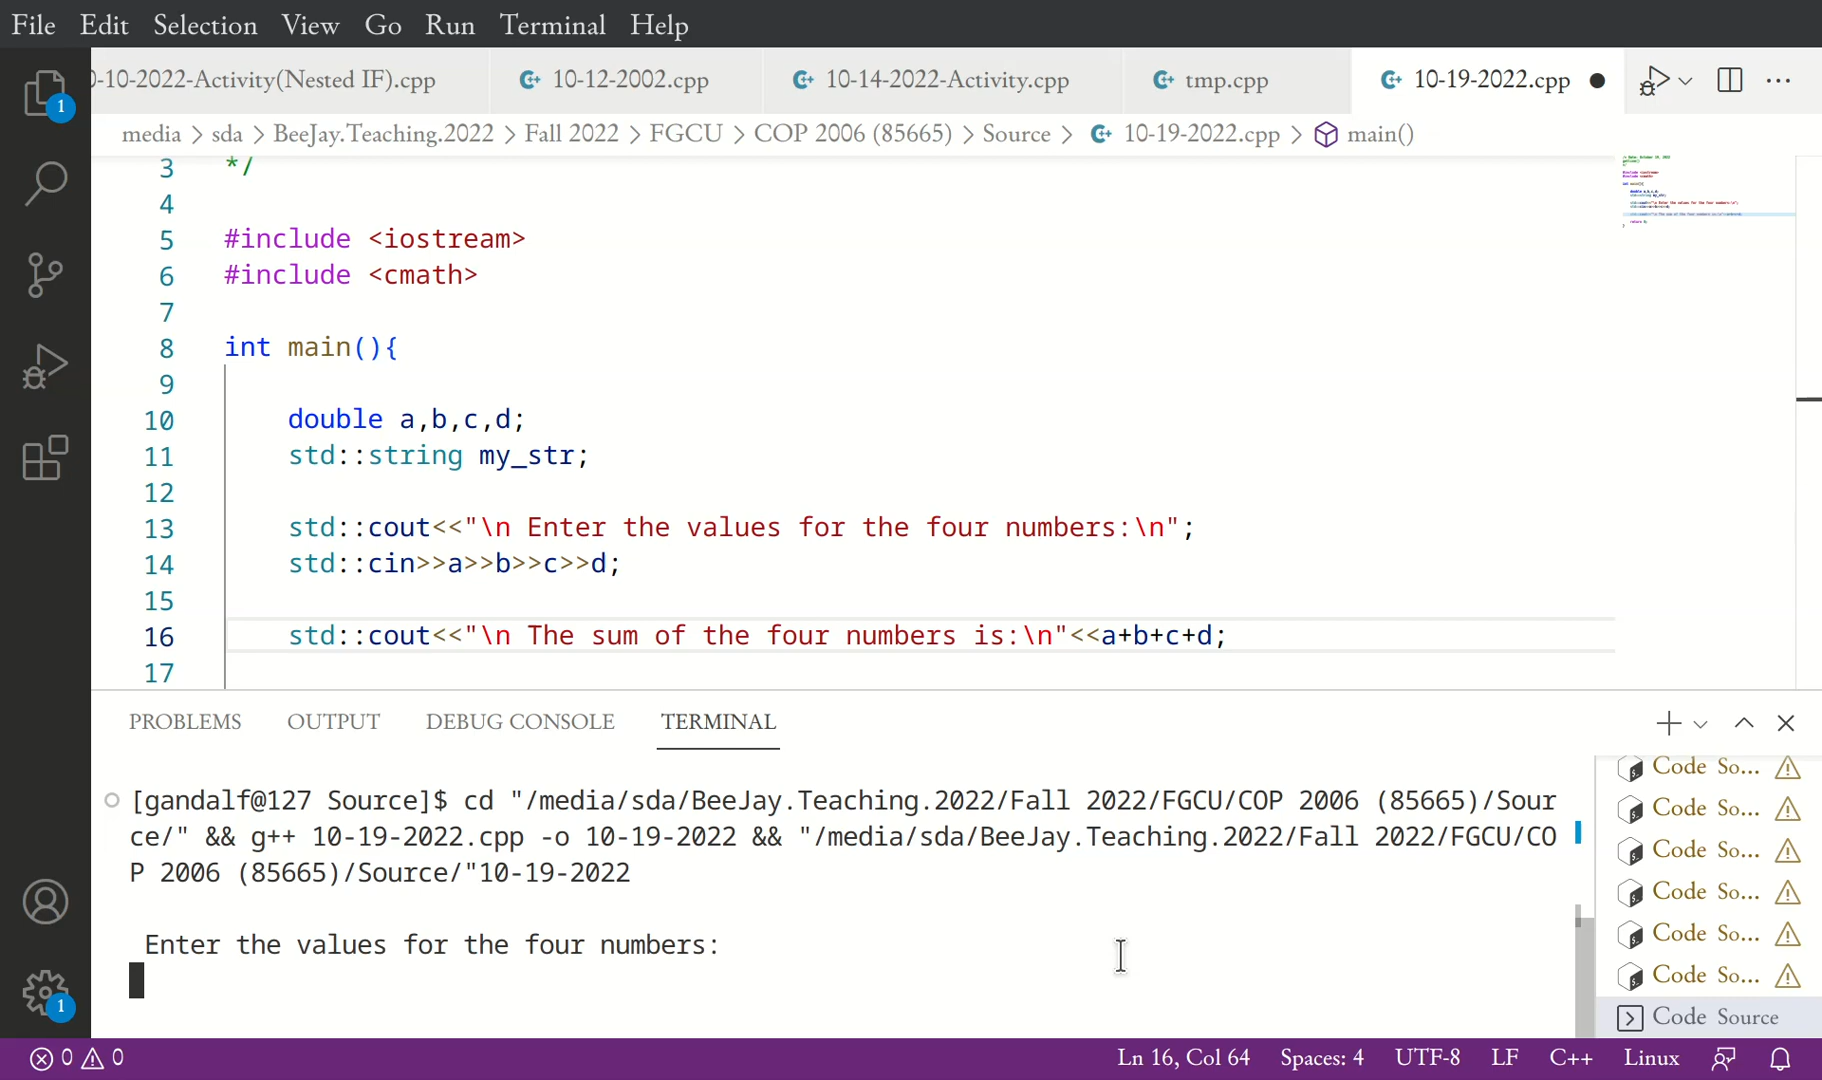 File Edit Selection View Go Run Terminal Help
0-10-2022-Activity(Nested IF).cpp 10-12-2002.cpp 10-14-2022-Activity.cpp tmp.cpp 10-19-2022.cpp
media > sda > BeeJay.Teaching.2022 > Fall 2022 > FGCU > COP 2006 (85665) > Source > 10-19-2022.cpp > main()
3 */
4
5 #include <iostream>
6 #include <cmath>
7
8 int main(){
9
10 double a,b,c,d;
11 std::string my_str;
12
13 std::cout<<"\n Enter the values for the four numbers:\n";
14 std::cin>>a>>b>>c>>d;
15
16 std::cout<<"\n The sum of the four numbers is:\n"<<a+b+c+d;
17
PROBLEMS OUTPUT DEBUG CONSOLE TERMINAL
[gandalf@127 Source]$ cd "/media/sda/BeeJay.Teaching.2022/Fall 2022/FGCU/COP 2006 (85665)/Sour
ce/" && g++ 10-19-2022.cpp -o 10-19-2022 && "/media/sda/BeeJay.Teaching.2022/Fall 2022/FGCU/CO
P 2006 (85665)/Source/"10-19-2022
Enter the values for the four numbers:
Code So...
Code So...
Code So...
Code So...
Code So...
Code So...
Code Source
1
1
0 0 Ln 16, Col 64 Spaces: 4 UTF-8 LF C++ Linux